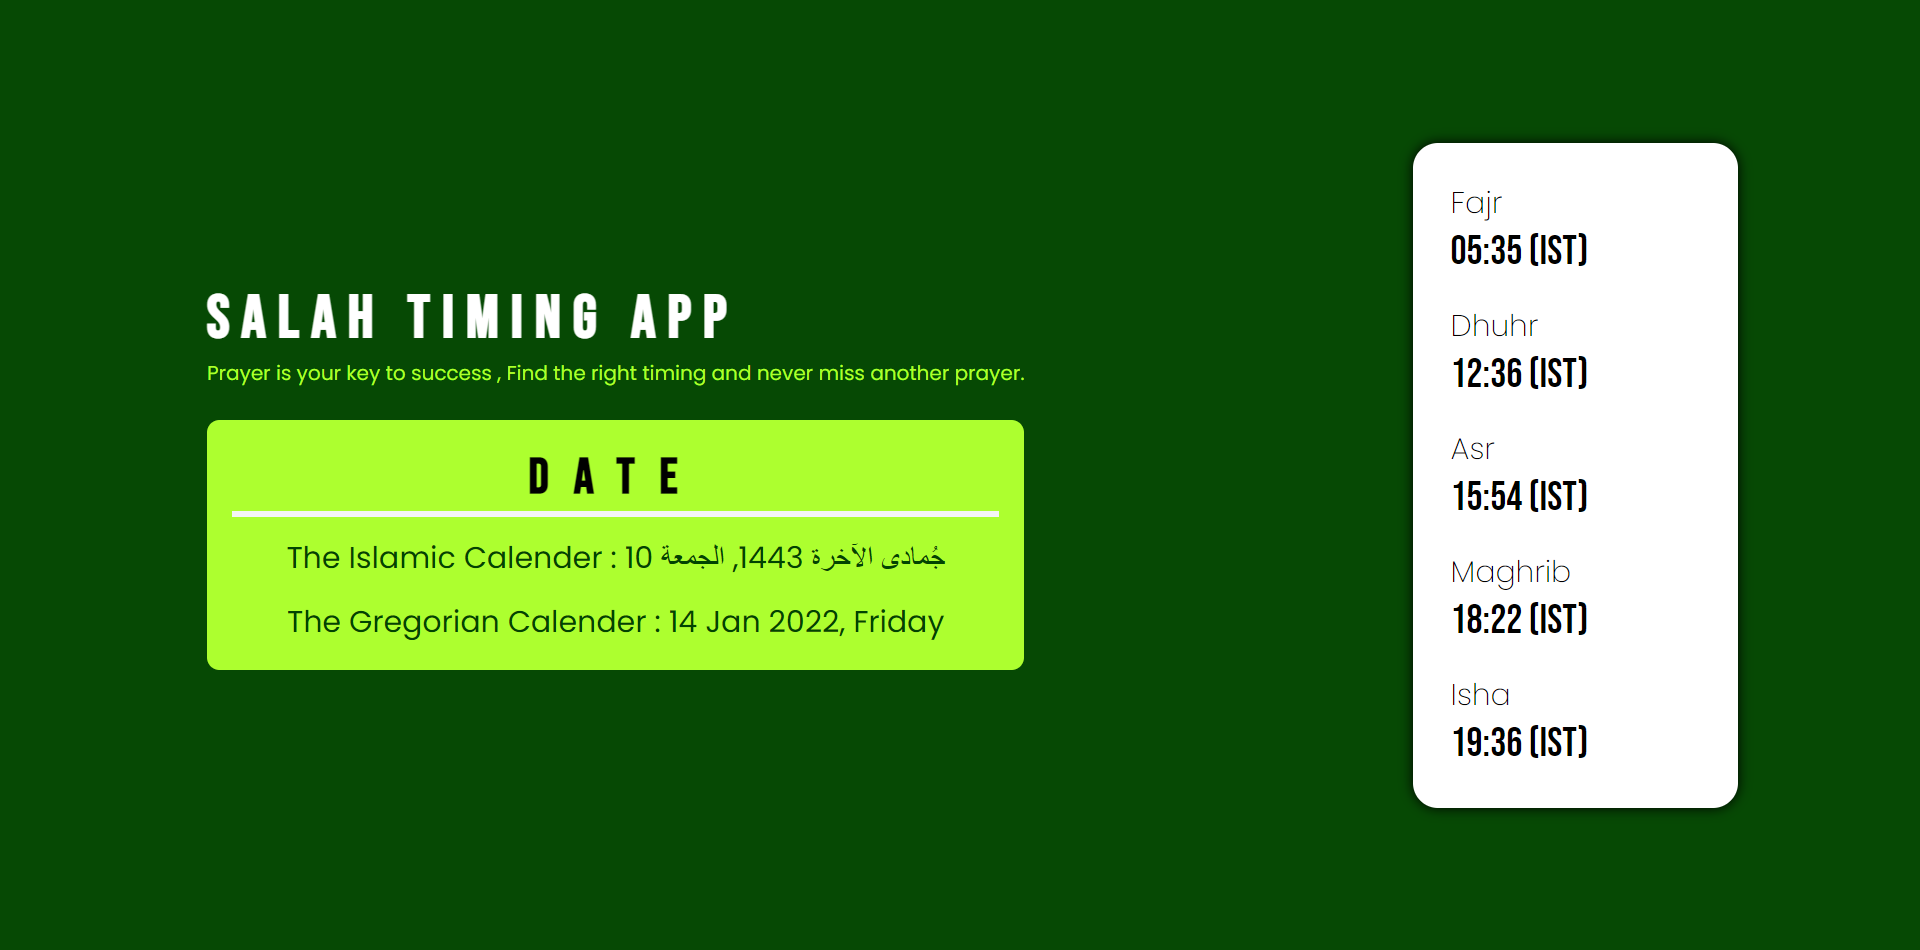 SALAH TIMING APP
Prayer is your key to success , Find the right timing and never miss another prayer.
DATE
The Islamic Calender : 10 جُمادى الآخرة 1443, الجمعة
The Gregorian Calender : 14 Jan 2022, Friday
Fajr
05:35 (IST)
Dhuhr
12:36 (IST)
Asr
15:54 (IST)
Maghrib
18:22 (IST)
Isha
19:36 (IST)